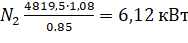 N₂ (4819,5·1,08)/0.85 = 6,12 кВт